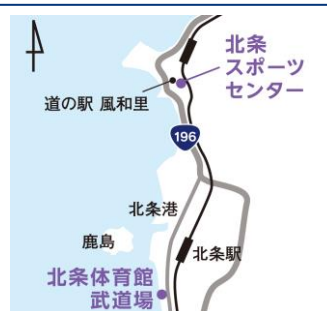 北条
スポーツ
センター
道の駅 風和里
196
北条港
鹿島
北条駅
北条体育館
武道場